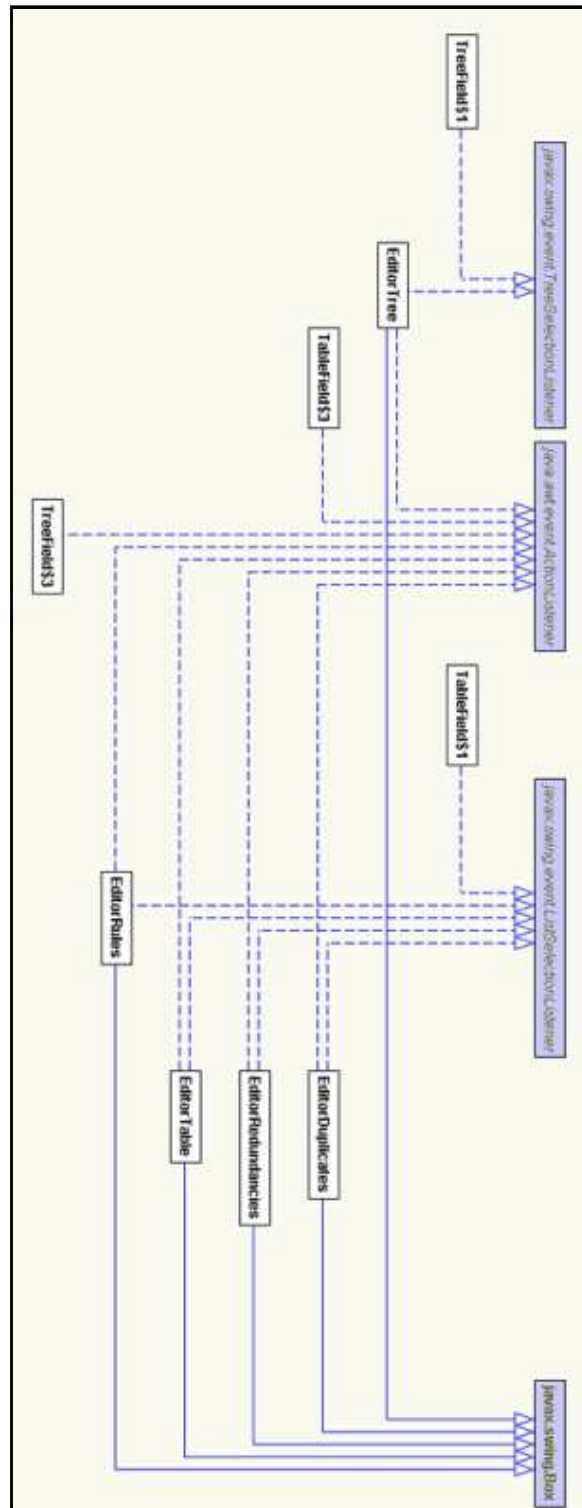 javax.swing.event.TreeSelectionListener
java.awt.event.ActionListener
javax.swing.event.ListSelectionListener
javax.swing.Box
TreeField$1
TableField$1
EditorTree
TableField$3
EditorDuplicates
EditorRedundancies
EditorTable
EditorRules
TreeField$3